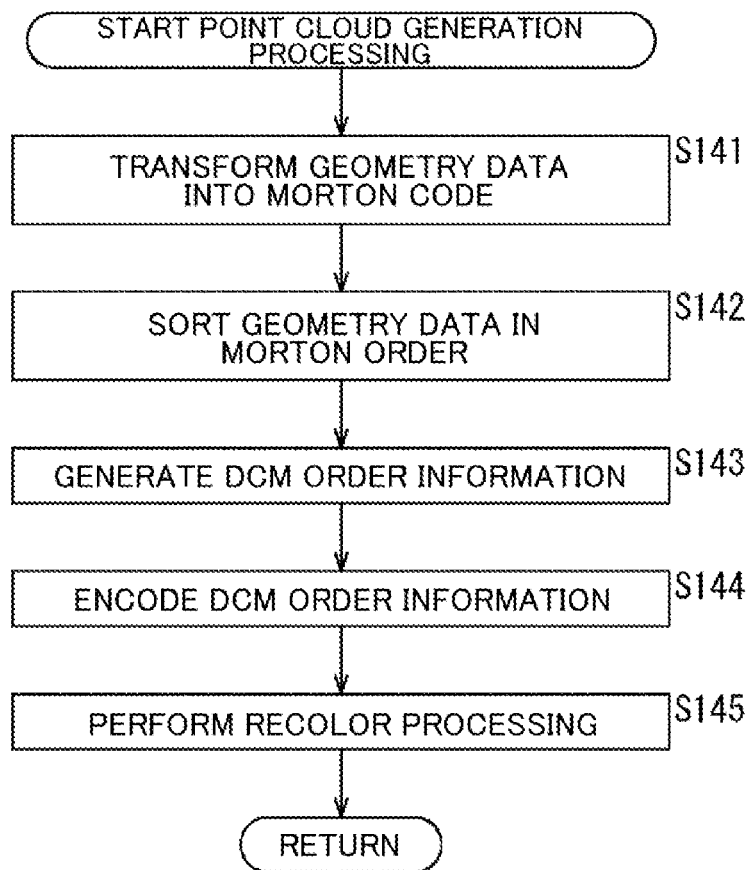 START POINT CLOUD GENERATION
PROCESSING
S141
TRANSFORM GEOMETRY DATA
INTO MORTON CODE
S142
SORT GEOMETRY DATA IN
MORTON ORDER
S143
GENERATE DCM ORDER INFORMATION
S144
ENCODE DCM ORDER INFORMATION
S145
PERFORM RECOLOR PROCESSING
RETURN